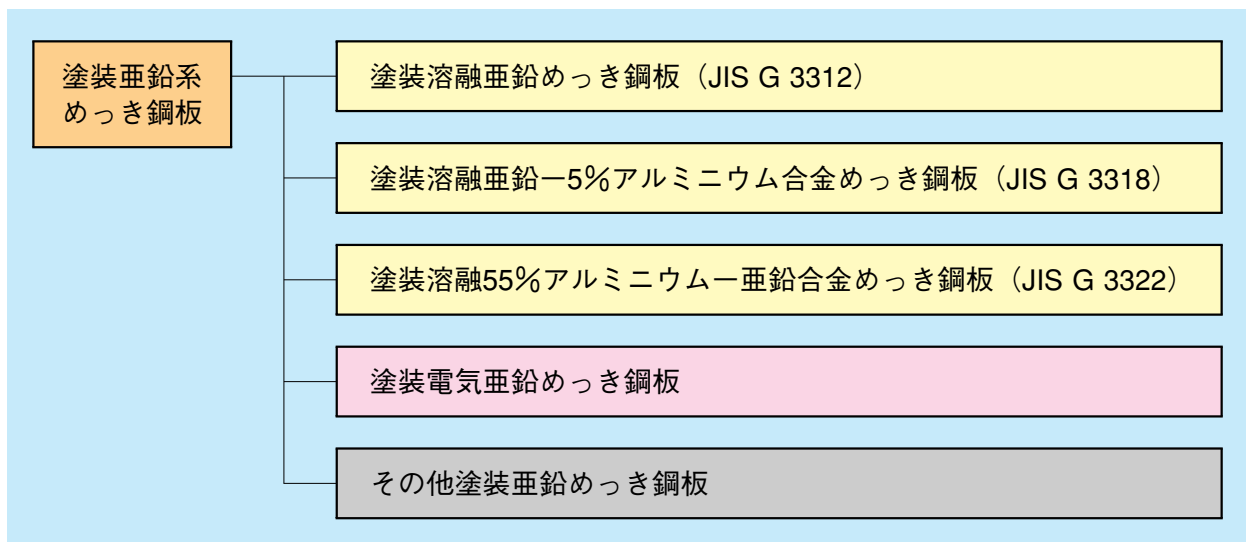 塗装亜鉛系
めっき鋼板
塗装溶融亜鉛めっき鋼板（JIS G 3312）
塗装溶融亜鉛ー5％アルミニウム合金めっき鋼板（JIS G 3318）
塗装溶融55％アルミニウムー亜鉛合金めっき鋼板（JIS G 3322）
塗装電気亜鉛めっき鋼板
その他塗装亜鉛めっき鋼板